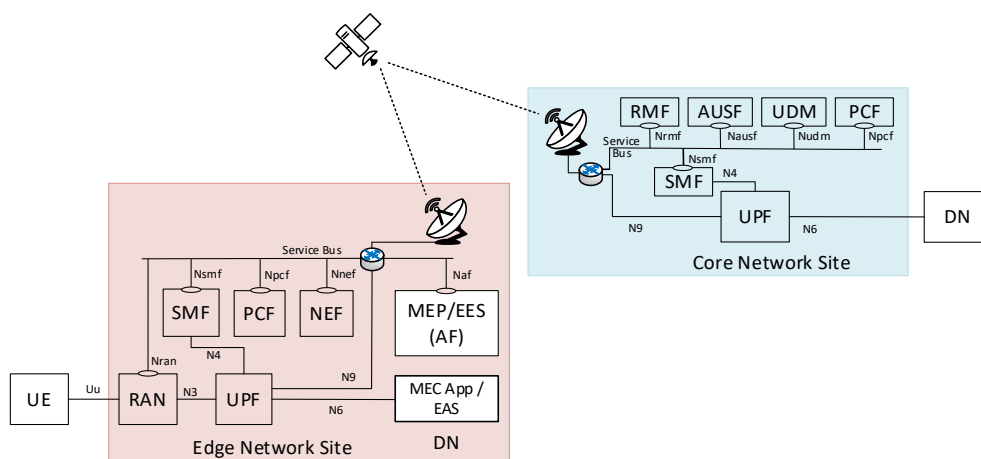 RMF
AUSF
UDM
PCF
Nrmf
Nausf
Nudm
Npcf
Service
Bus
Nsmf
SMF
N4
UPF
DN
N9
N6
Core Network Site
Service Bus
Nsmf
Npcf
Nnef
Naf
SMF
PCF
NEF
MEP/EES
(AF)
Nran
N4
N9
UE
Uu
RAN
N3
UPF
N6
MEC App /
EAS
Edge Network Site
DN